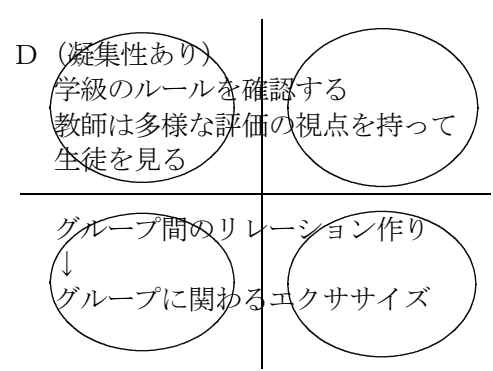 D（凝集性あり）
学級のルールを確認する
教師は多様な評価の視点を持って
生徒を見る
グループ間のリレーション作り
↓
グループに関わるエクササイズ